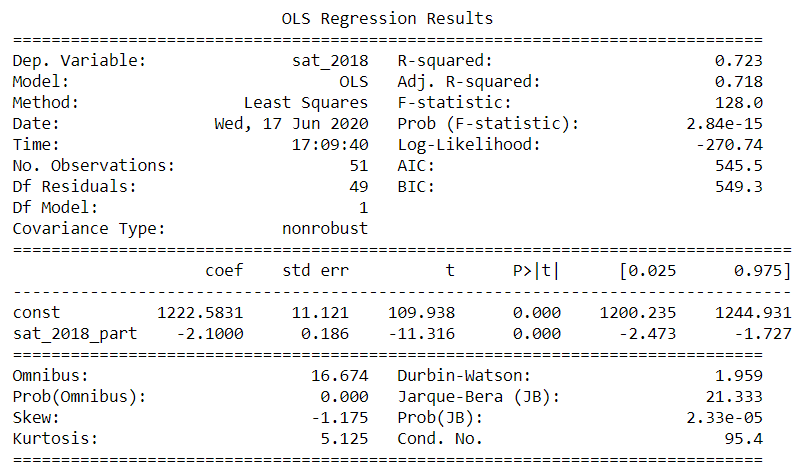 OLS Regression Results
==============================================================================
Dep. Variable:               sat_2018   R-squared:                       0.723
Model:                            OLS   Adj. R-squared:                  0.718
Method:                 Least Squares   F-statistic:                     128.0
Date:                Wed, 17 Jun 2020   Prob (F-statistic):           2.84e-15
Time:                        17:09:40   Log-Likelihood:                -270.74
No. Observations:                  51   AIC:                             545.5
Df Residuals:                      49   BIC:                             549.3
Df Model:                           1
Covariance Type:            nonrobust
=================================================================================
                    coef    std err          t      P>|t|      [0.025      0.975]
---------------------------------------------------------------------------------
const          1222.5831     11.121    109.938      0.000    1200.235    1244.931
sat_2018_part    -2.1000      0.186    -11.316      0.000      -2.473      -1.727
==============================================================================
Omnibus:                       16.674   Durbin-Watson:                   1.959
Prob(Omnibus):                  0.000   Jarque-Bera (JB):               21.333
Skew:                          -1.175   Prob(JB):                     2.33e-05
Kurtosis:                       5.125   Cond. No.                         95.4
==============================================================================